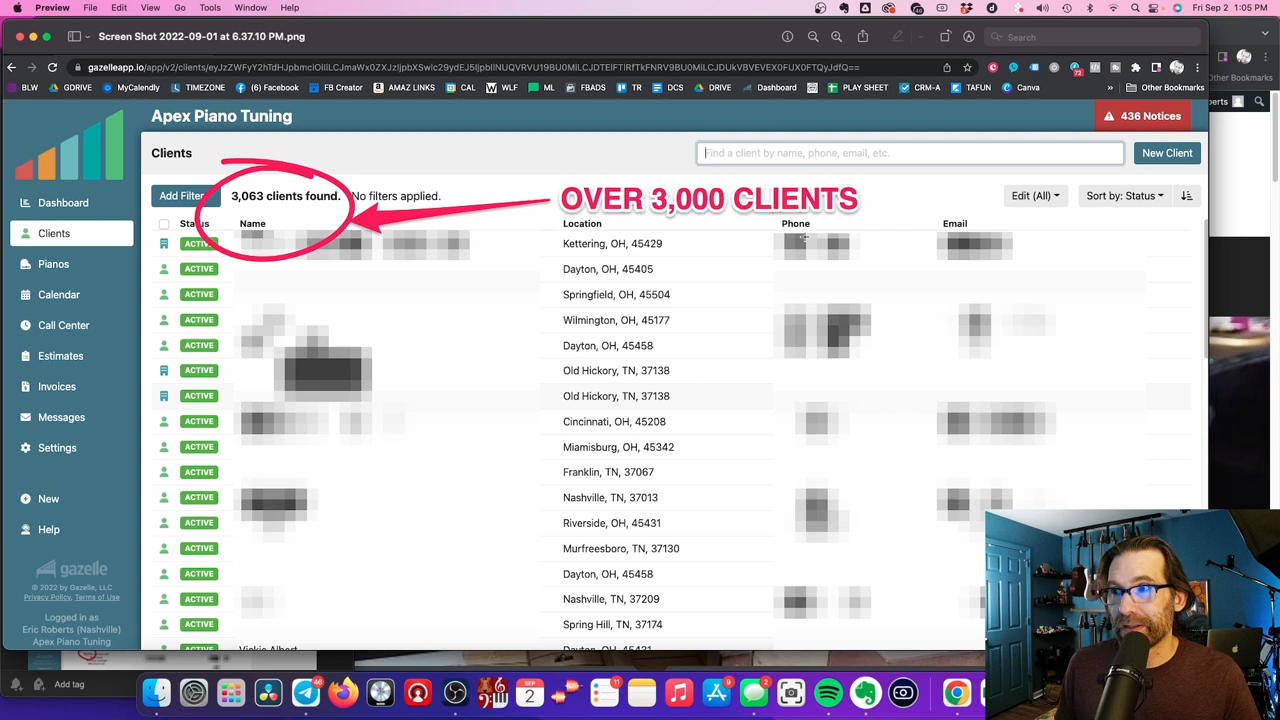 Preview File Edit View Go Tools Window Help Fri Sep 2 1:05 PM
Screen Shot 2022-09-01 at 6.37.10 PM.png
Search
BLW GDRIVE MyCalendly TIMEZONE (6) Facebook FB Creator AMAZ LINKS CAL WLF ML FBADS TR DCS DRIVE Dashboard PLAY SHEET CRM-A TAFUN Canva » Other Bookmarks
Other Bookmarks
Apex Piano Tuning
436 Notices
Clients
Find a client by name, phone, email, etc.
New Client
Add Filter
3,063 clients found. No filters applied.
OVER 3,000 CLIENTS
Edit (All)
Sort by: Status
Status Name Location Phone Email
ACTIVE Kettering, OH, 45429
ACTIVE Dayton, OH, 45405
ACTIVE Springfield, OH, 45504
ACTIVE Wilmington, OH, 45177
ACTIVE Dayton, OH, 45458
ACTIVE Old Hickory, TN, 37138
ACTIVE Old Hickory, TN, 37138
ACTIVE Cincinnati, OH, 45208
ACTIVE Miamisburg, OH, 45342
ACTIVE Franklin, TN, 37067
ACTIVE Nashville, TN, 37013
ACTIVE Riverside, OH, 45431
ACTIVE Murfreesboro, TN, 37130
ACTIVE Dayton, OH, 45458
ACTIVE Nashville, TN, 37209
ACTIVE Spring Hill, TN, 37174
Dashboard
Clients
Pianos
Calendar
Call Center
Estimates
Invoices
Messages
Settings
New
Help
gazelle
© 2022 by Gazelle, LLC
Privacy Policy, Terms of Use
Logged in as
Eric Roberts (Nashville)
Apex Piano Tuning
Add tag
SEP
2